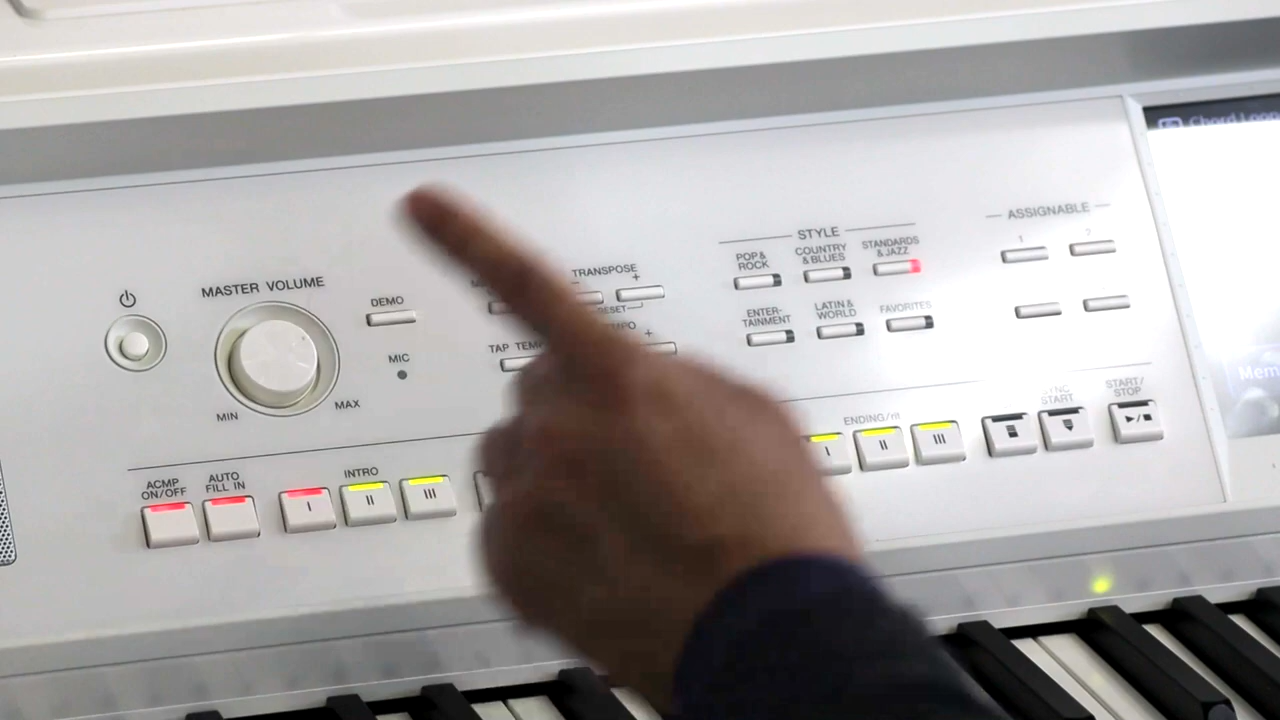 Chord Loop
ASSIGNABLE
1
2
STYLE
POP &
ROCK
COUNTRY
& BLUES
STANDARDS
& JAZZ
ENTER-
TAINMENT
LATIN &
WORLD
FAVORITES
TRANSPOSE
+
TAP
+
MASTER VOLUME
MIN
MAX
DEMO
MIC
ACMP
ON/OFF
AUTO
FILL IN
INTRO
I
II
III
ENDING/rit
I
II
III
SYNC
START
START/
STOP